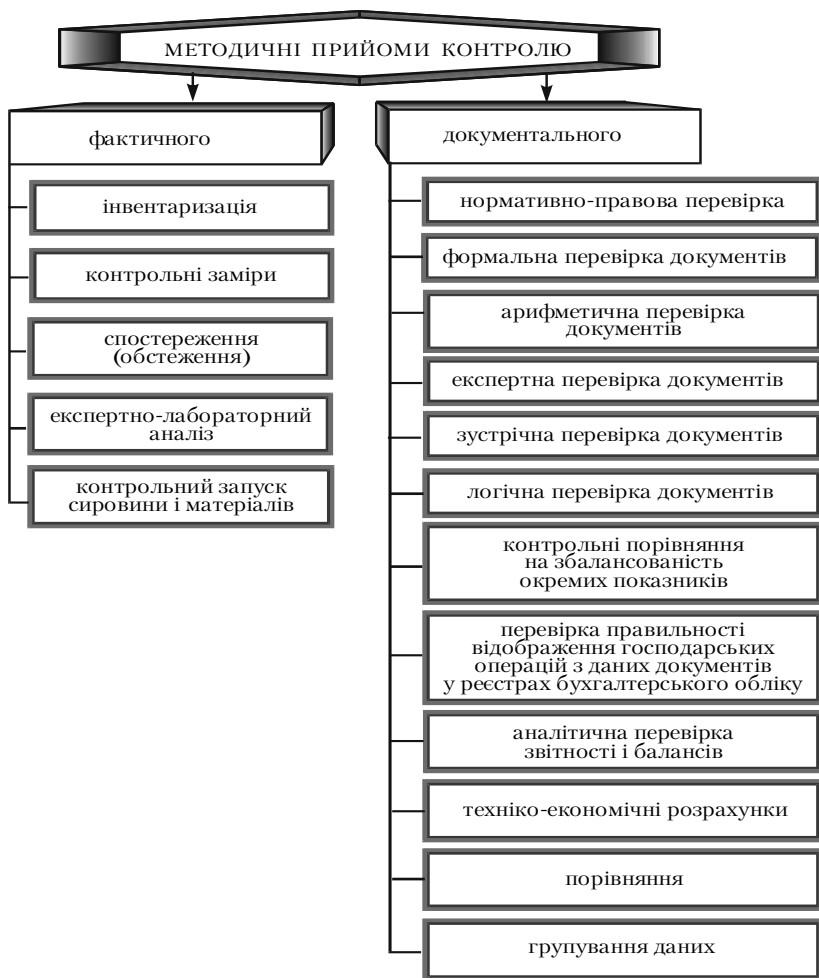 МЕТОДИЧНІ ПРИЙОМИ КОНТРОЛЮ
фактичного
інвентаризація
контрольні заміри
спостереження
(обстеження)
експертно-лабораторний
аналіз
контрольний запуск
сировини і матеріалів
документального
нормативно-правова перевірка
формальна перевірка документів
арифметична перевірка
документів
експертна перевірка документів
зустрічна перевірка документів
логічна перевірка документів
контрольні порівняння
на збалансованість
окремих показників
перевірка правильності
відображення господарських
операцій з даних документів
у реєстрах бухгалтерського обліку
аналітична перевірка
звітності і балансів
техніко-економічні розрахунки
порівняння
групування даних